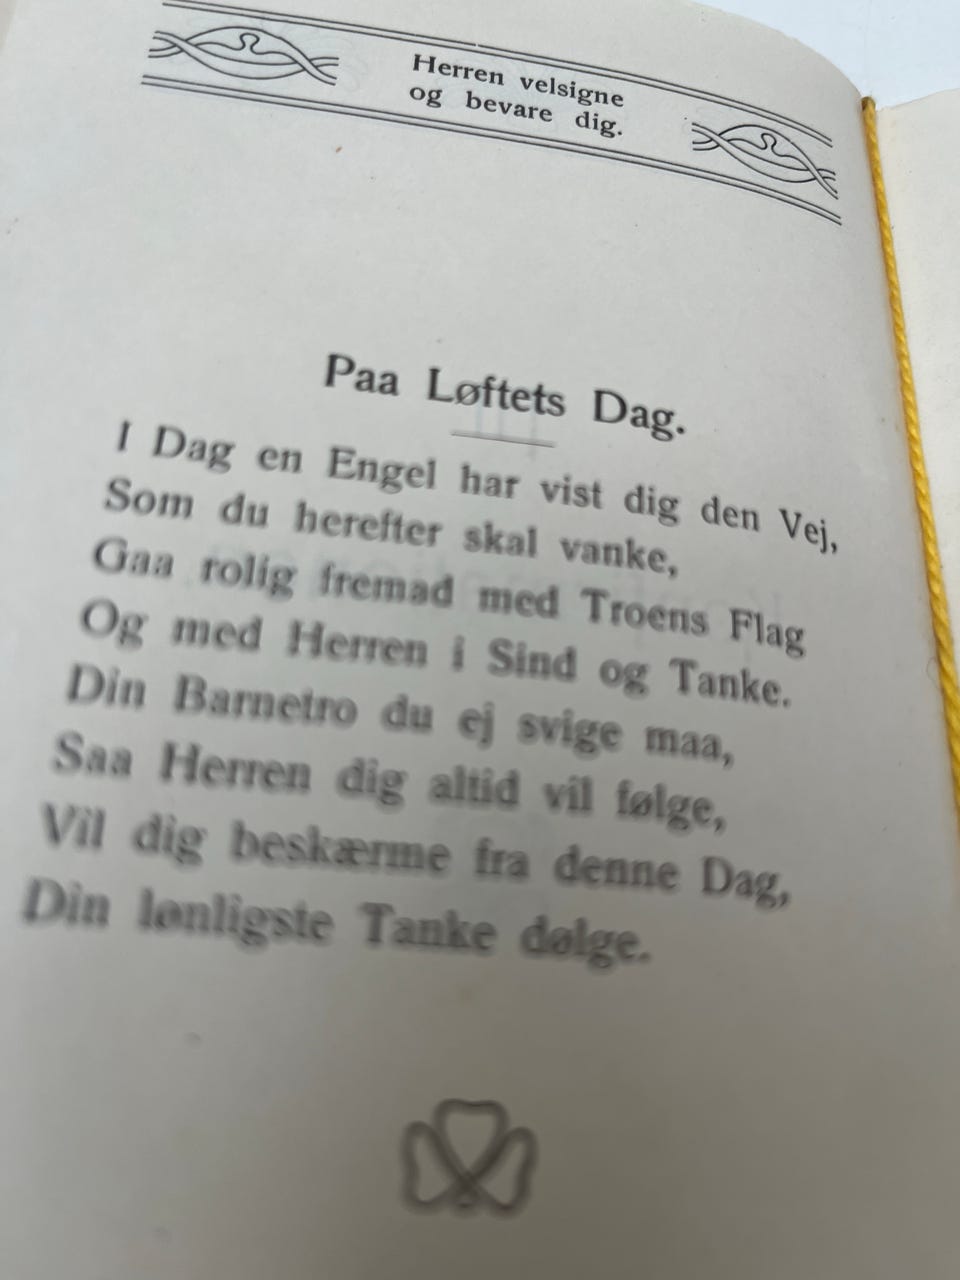 Herren velsigne
og bevare dig.
Paa Løftets Dag.
I Dag en Engel har vist dig den Vej,
Som du herefter skal vanke,
Gaa rolig fremad med Troens Flag
Og med Herren i Sind og Tanke.
Din Barnetro du ej svige maa,
Saa Herren dig altid vil følge,
Vil dig beskærme fra denne Dag,
Din lønligste Tanke dølge.